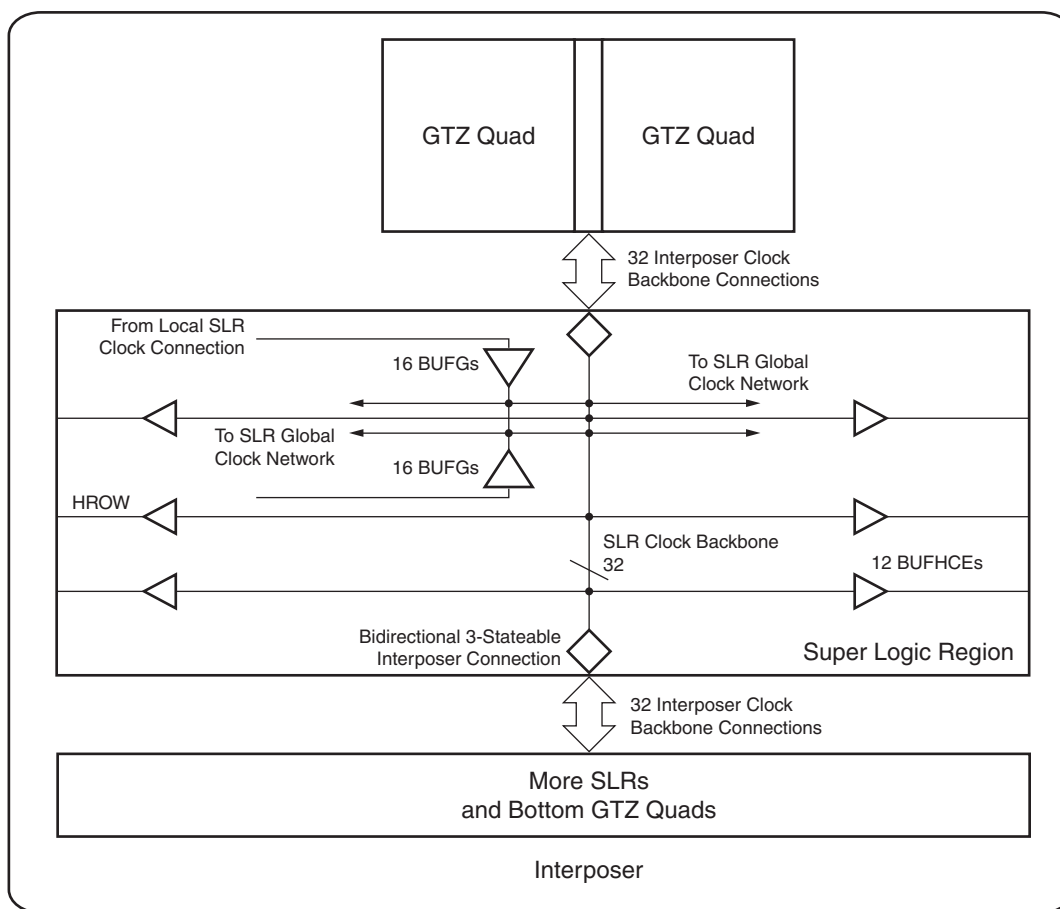 GTZ Quad
GTZ Quad
32 Interposer Clock
Backbone Connections
From Local SLR
Clock Connection
16 BUFGs
To SLR Global
Clock Network
To SLR Global
Clock Network
16 BUFGs
HROW
SLR Clock Backbone
32
12 BUFHCEs
Bidirectional 3-Stateable
Interposer Connection
Super Logic Region
32 Interposer Clock
Backbone Connections
More SLRs
and Bottom GTZ Quads
Interposer